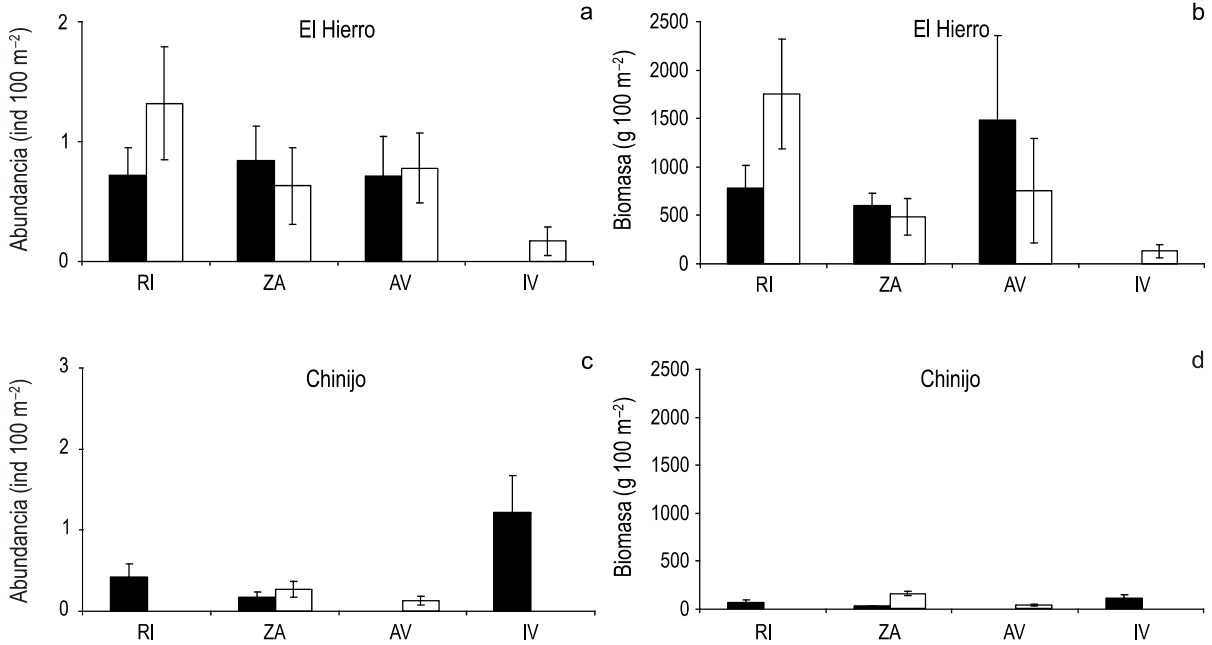 a
El Hierro
Abundancia (ind 100 m⁻²)
2
1
0
RI ZA AV IV
b
El Hierro
Biomasa (g 100 m⁻²)
2500
2000
1500
1000
500
0
RI ZA AV IV
c
Chinijo
Abundancia (ind 100 m⁻²)
3
2
1
0
RI ZA AV IV
d
Chinijo
Biomasa (g 100 m⁻²)
2500
2000
1500
1000
500
0
RI ZA AV IV